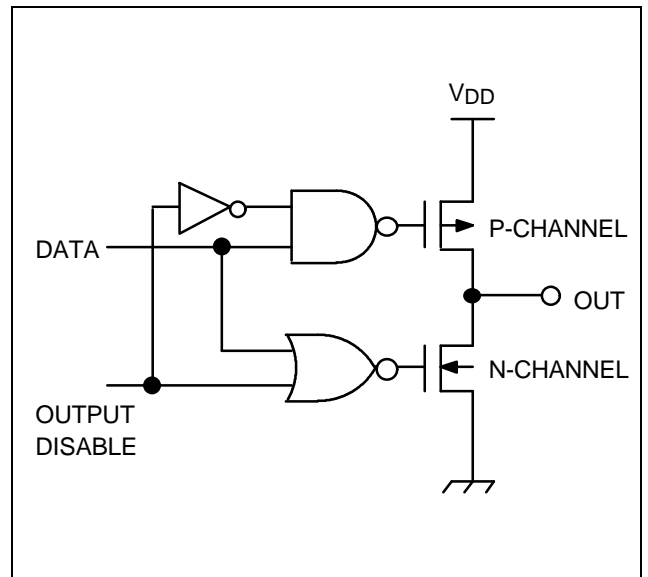 VDD
P-CHANNEL
DATA
OUT
N-CHANNEL
OUTPUT
DISABLE